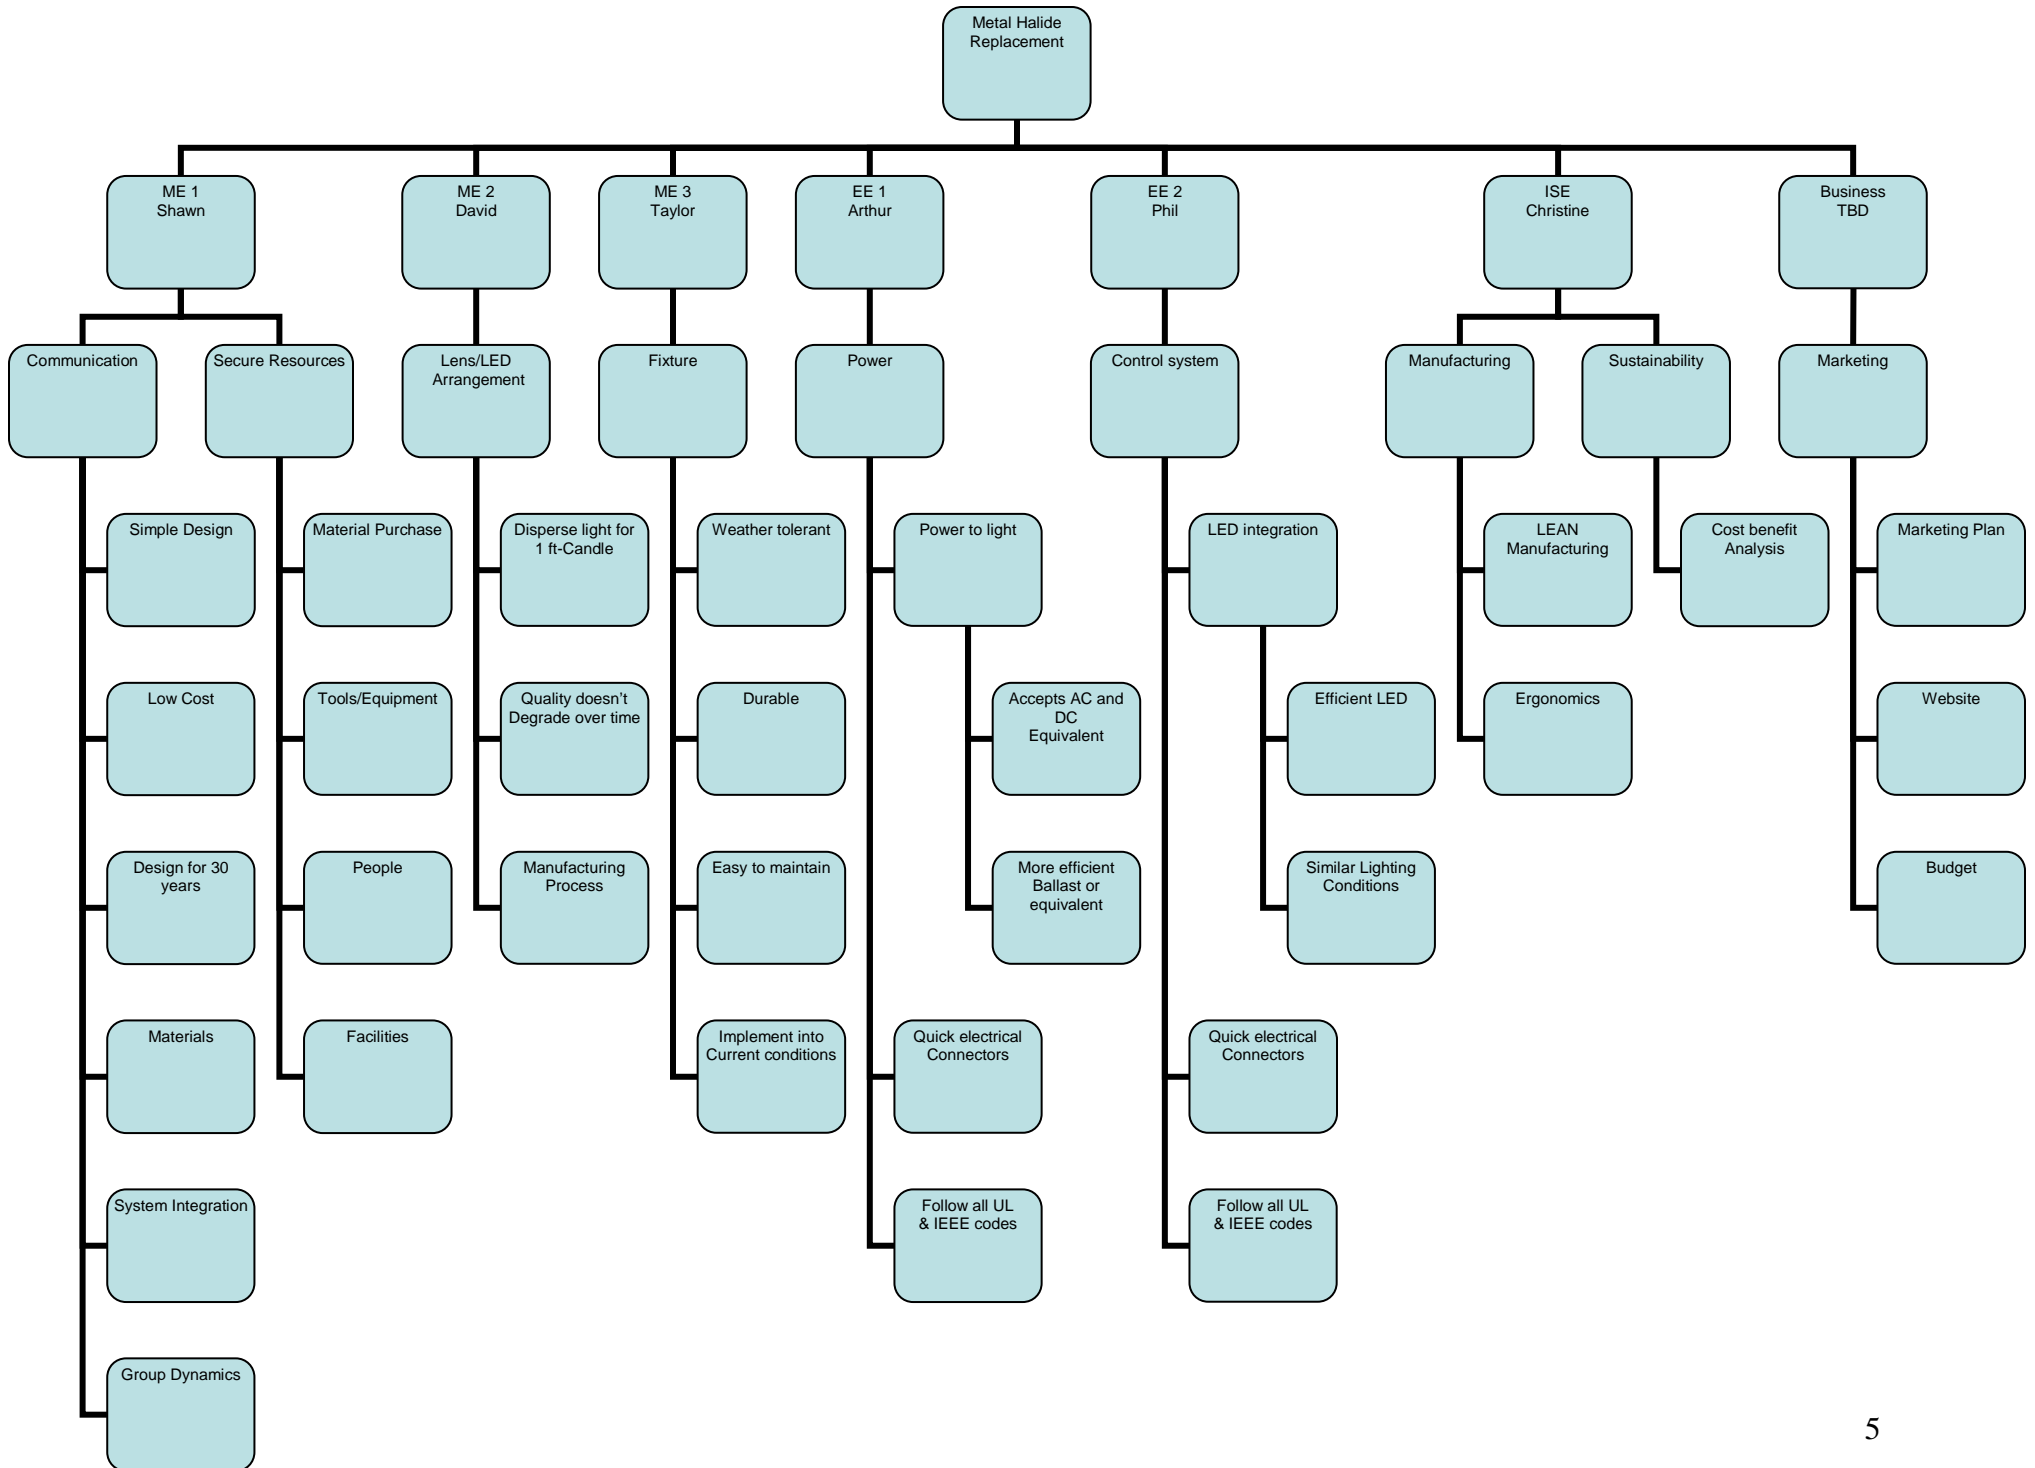 Metal Halide
Replacement
ME 1
Shawn
ME 2
David
ME 3
Taylor
EE 1
Arthur
EE 2
Phil
ISE
Christine
Business
TBD
Communication
Secure Resources
Lens/LED
Arrangement
Fixture
Power
Control system
Manufacturing
Sustainability
Marketing
Simple Design
Material Purchase
Disperse light for
1 ft-Candle
Weather tolerant
Power to light
LED integration
LEAN
Manufacturing
Cost benefit
Analysis
Marketing Plan
Low Cost
Tools/Equipment
Quality doesn’t
Degrade over time
Durable
Accepts AC and
DC
Equivalent
Efficient LED
Ergonomics
Website
Design for 30
years
People
Manufacturing
Process
Easy to maintain
More efficient
Ballast or
equivalent
Similar Lighting
Conditions
Budget
Materials
Facilities
Implement into
Current conditions
Quick electrical
Connectors
Quick electrical
Connectors
System Integration
Follow all UL
& IEEE codes
Follow all UL
& IEEE codes
Group Dynamics
5